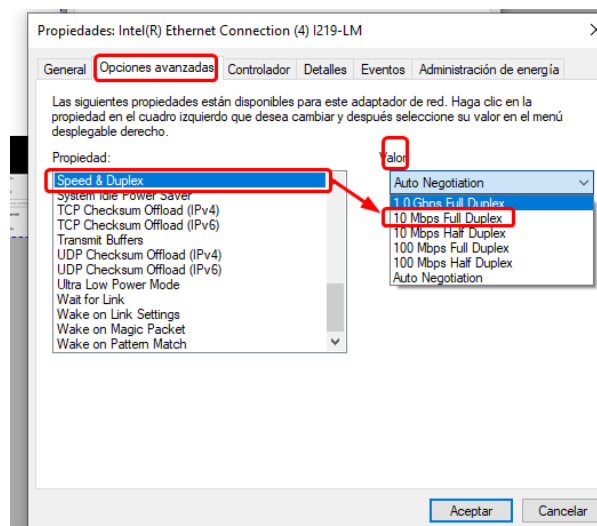 Propiedades: Intel(R) Ethernet Connection (4) I219-LM
General Opciones avanzadas Controlador Detalles Eventos Administración de energía
Las siguientes propiedades están disponibles para este adaptador de red. Haga clic en la
propiedad en el cuadro izquierdo que desea cambiar y después seleccione su valor en el menú
desplegable derecho.
Propiedad:
Speed & Duplex
System Idle Power Saver
TCP Checksum Offload (IPv4)
TCP Checksum Offload (IPv6)
Transmit Buffers
UDP Checksum Offload (IPv4)
UDP Checksum Offload (IPv6)
Ultra Low Power Mode
Wait for Link
Wake on Link Settings
Wake on Magic Packet
Wake on Pattern Match
Valor
Auto Negotiation
1.0 Gbps Full Duplex
10 Mbps Full Duplex
10 Mbps Half Duplex
100 Mbps Full Duplex
100 Mbps Half Duplex
Auto Negotiation
Aceptar Cancelar